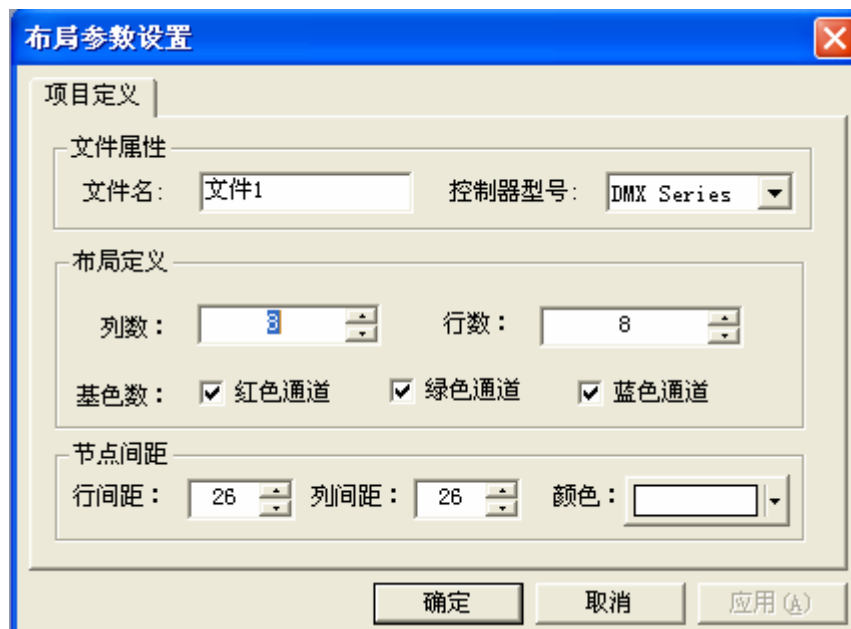 布局参数设置
项目定义
文件属性
文件名: 文件1 控制器型号: DMX Series
布局定义
列数： 8 行数： 8
基色数： 红色通道 绿色通道 蓝色通道
节点间距
行间距： 26 列间距： 26 颜色：
确定 取消 应用(A)